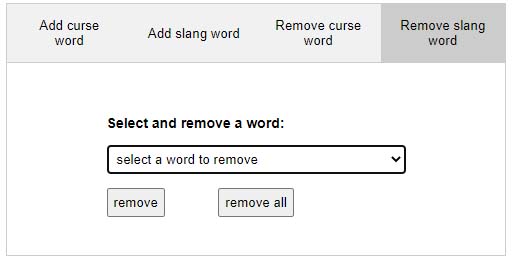 Add curse
word
Add slang word
Remove curse
word
Remove slang
word
Select and remove a word:
select a word to remove
remove
remove all